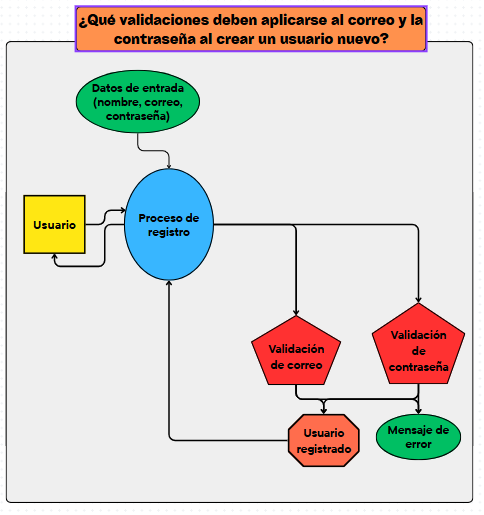 ¿Qué validaciones deben aplicarse al correo y la
contraseña al crear un usuario nuevo?
Datos de entrada
(nombre, correo,
contraseña)
Usuario
Proceso de
registro
Validación
de correo
Validación
de
contraseña
Usuario
registrado
Mensaje de
error